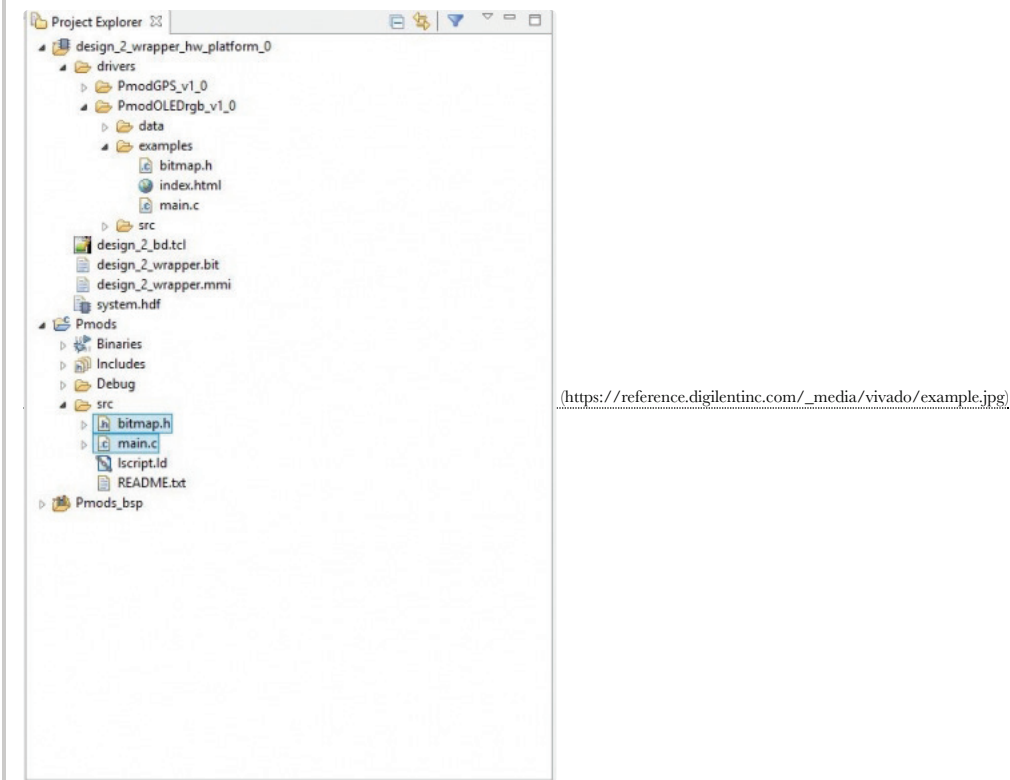 Project Explorer
design_2_wrapper_hw_platform_0
drivers
PmodGPS_v1_0
PmodOLEDrgb_v1_0
data
examples
bitmap.h
index.html
main.c
src
design_2_bd.tcl
design_2_wrapper.bit
design_2_wrapper.mmi
system.hdf
Pmods
Binaries
Includes
Debug
src
(https://reference.digilentinc.com/_media/vivado/example.jpg)
bitmap.h
main.c
lscript.ld
README.txt
Pmods_bsp